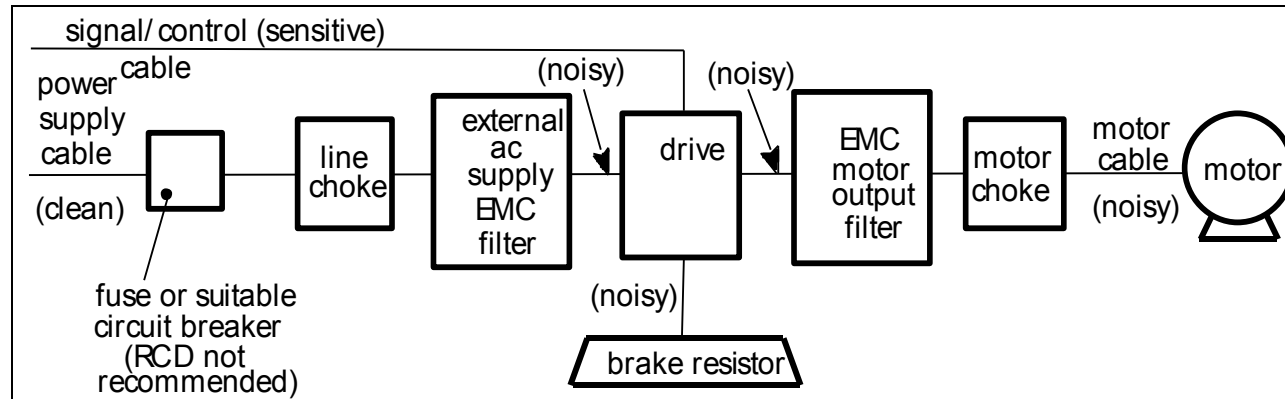 signal/control (sensitive)
cable
power
supply
cable
(clean)
fuse or suitable
circuit breaker
(RCD not
recommended)
line
choke
external
ac
supply
EMC
filter
(noisy)
drive
(noisy)
brake resistor
(noisy)
EMC
motor
output
filter
motor
choke
motor
cable
(noisy)
motor